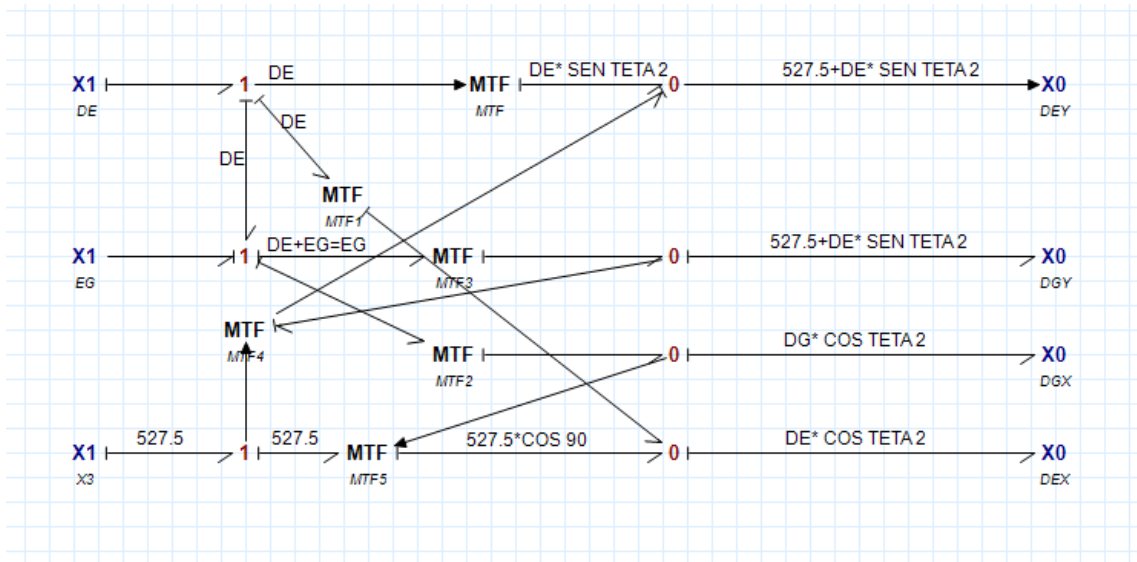 DE
DE* SEN TETA 2
527.5+DE* SEN TETA 2
X1 1 MTF 0 X0
DE MTF DEY
DE
DE
MTF
MTF1
DE+EG=EG
527.5+DE* SEN TETA 2
X1 1 MTF 0 X0
EG MTF3 DGY
MTF
MTF4
DG* COS TETA 2
MTF 0 X0
MTF2 DGX
527.5
527.5
527.5*COS 90
DE* COS TETA 2
X1 1 MTF 0 X0
X3 MTF5 DEX